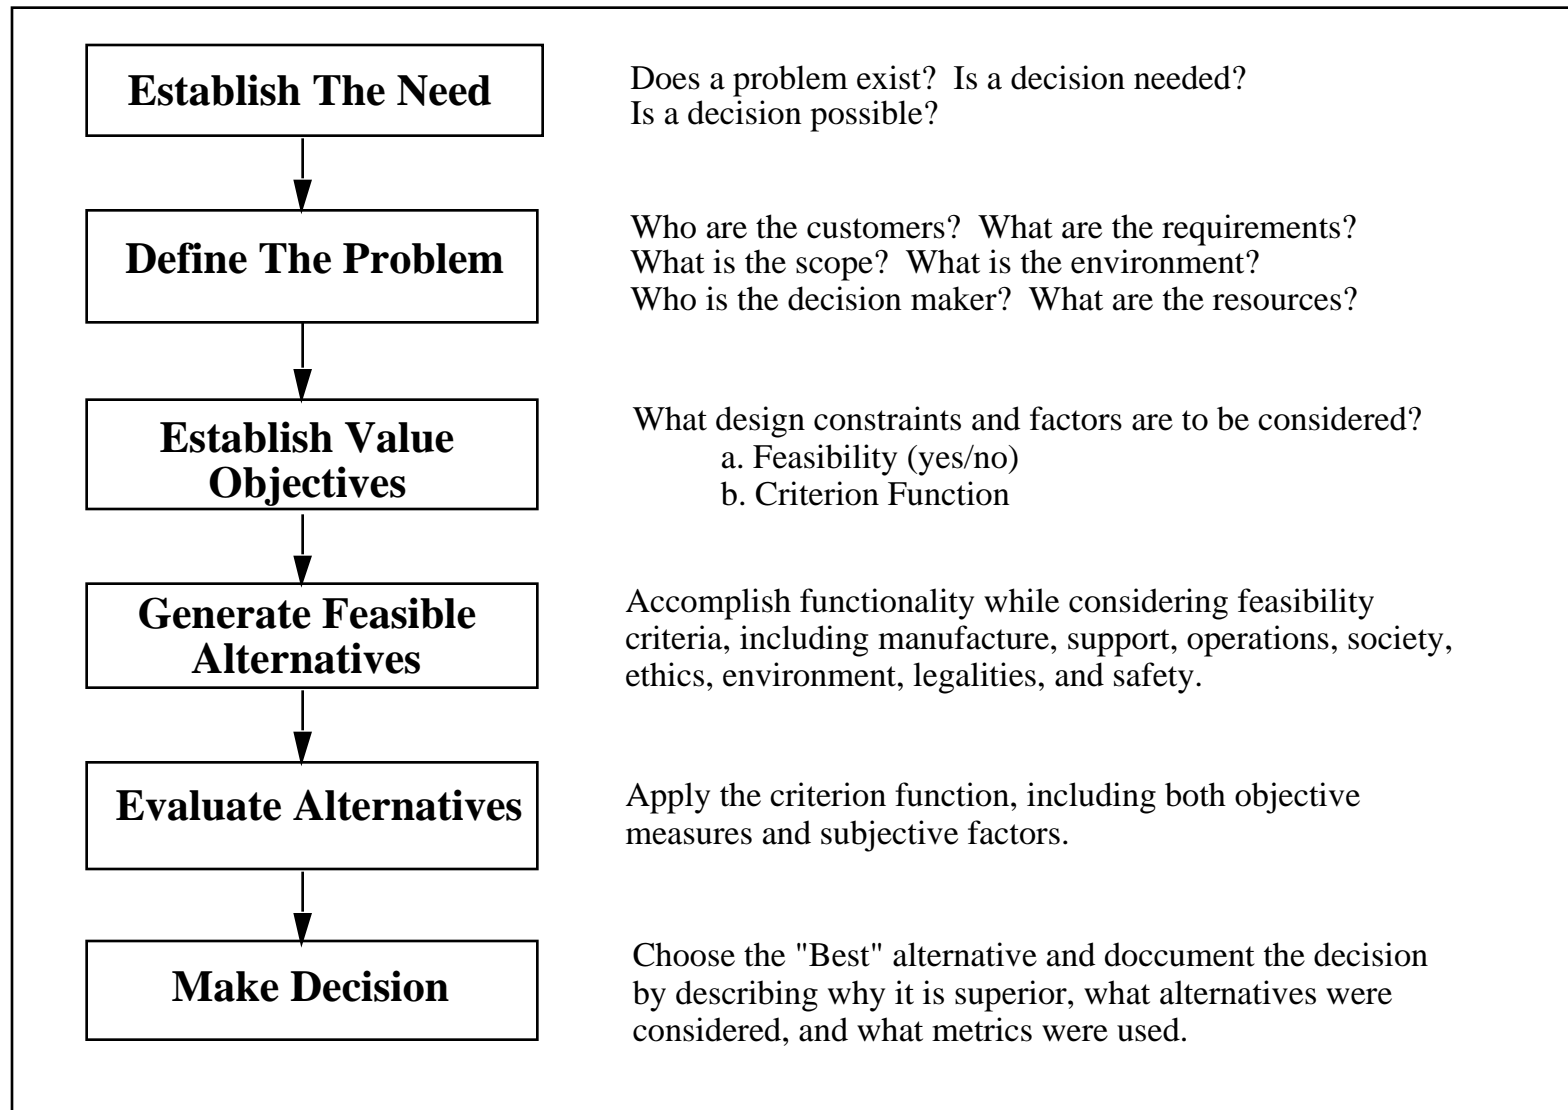 Establish The Need
Does a problem exist?  Is a decision needed?
Is a decision possible?
Define The Problem
Who are the customers?  What are the requirements?
What is the scope?  What is the environment?
Who is the decision maker?  What are the resources?
Establish Value
Objectives
What design constraints and factors are to be considered?
a. Feasibility (yes/no)
b. Criterion Function
Generate Feasible
Alternatives
Accomplish functionality while considering feasibility
criteria, including manufacture, support, operations, society,
ethics, environment, legalities, and safety.
Evaluate Alternatives
Apply the criterion function, including both objective
measures and subjective factors.
Make Decision
Choose the "Best" alternative and doccument the decision
by describing why it is superior, what alternatives were
considered, and what metrics were used.